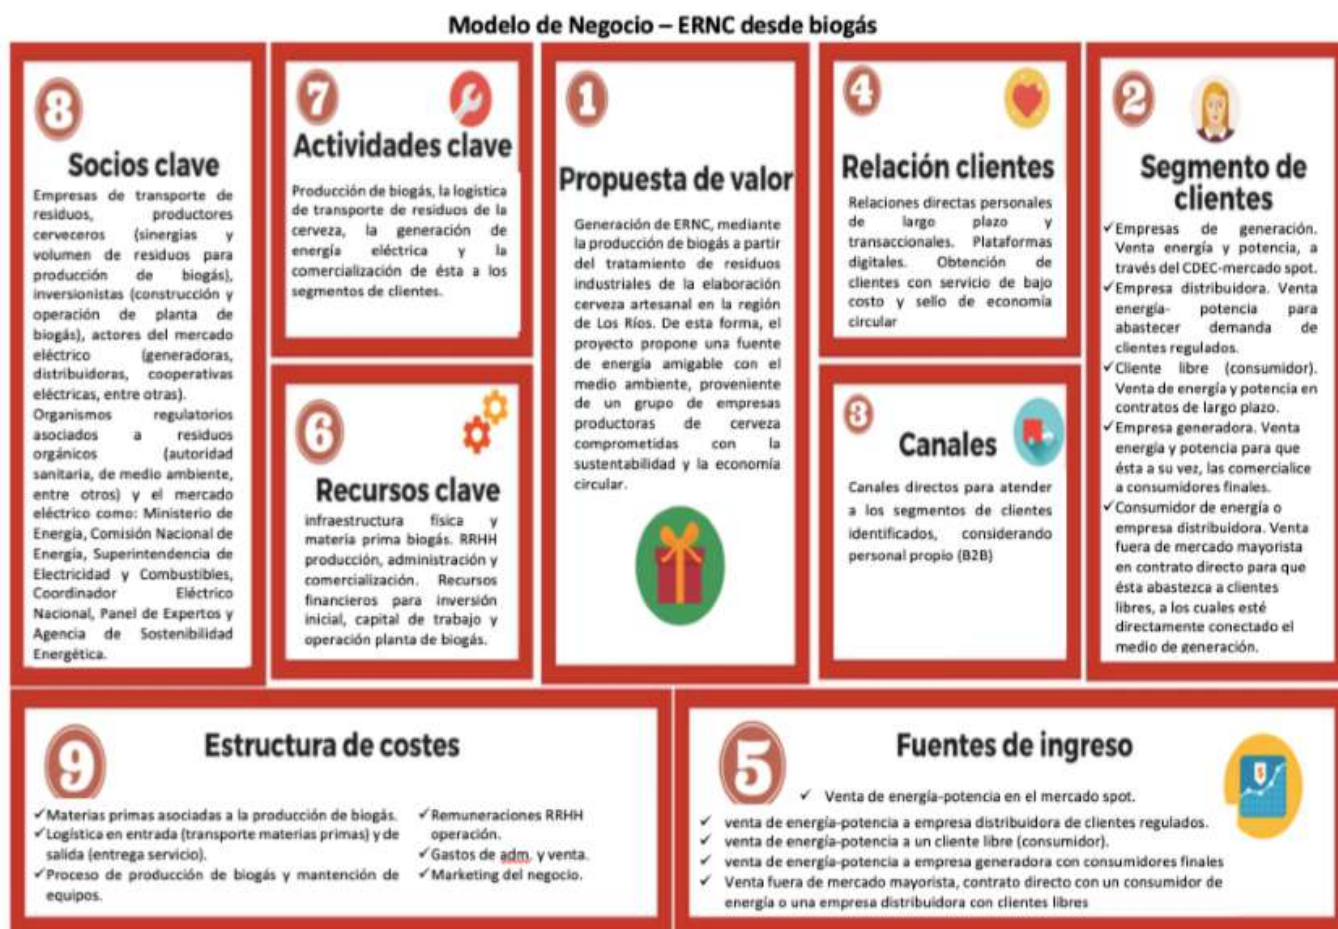 Modelo de Negocio – ERNC desde biogás
8
Socios clave
Empresas de transporte de
residuos, productores
cerveceros (sinergias y
volumen de residuos para
producción de biogás),
inversionistas (construcción y
operación de planta de
biogás), actores del mercado
eléctrico (generadoras,
distribuidoras, cooperativas
eléctricas, entre otras).
Organismos regulatorios
asociados a residuos
orgánicos (autoridad
sanitaria, de medio ambiente,
entre otros) y el mercado
eléctrico como: Ministerio de
Energía, Comisión Nacional de
Energía, Superintendencia de
Electricidad y Combustibles,
Coordinador Eléctrico
Nacional, Panel de Expertos y
Agencia de Sostenibilidad
Energética.
7
Actividades clave
Producción de biogás, la logística
de transporte de residuos de la
cerveza, la generación de
energía eléctrica y la
comercialización de ésta a los
segmentos de clientes.
6
Recursos clave
infraestructura física y
materia prima biogás. RRHH
producción, administración y
comercialización. Recursos
financieros para inversión
inicial, capital de trabajo y
operación planta de biogás.
1
Propuesta de valor
Generación de ERNC, mediante
la producción de biogás a partir
del tratamiento de residuos
industriales de la elaboración
cerveza artesanal en la región
de Los Ríos. De esta forma, el
proyecto propone una fuente
de energía amigable con el
medio ambiente, proveniente
de un grupo de empresas
productoras de cerveza
comprometidas con la
sustentabilidad y la economía
circular.
4
Relación clientes
Relaciones directas personales
de largo plazo y
transaccionales. Plataformas
digitales. Obtención de
clientes con servicio de bajo
costo y sello de economía
circular
3
Canales
Canales directos para atender
a los segmentos de clientes
identificados, considerando
personal propio (B2B)
2
Segmento de
clientes
✓Empresas de generación.
Venta energía y potencia, a
través del CDEC-mercado spot.
✓Empresa distribuidora. Venta
energía- potencia para
abastecer demanda de
clientes regulados.
✓Cliente libre (consumidor).
Venta de energía y potencia en
contratos de largo plazo.
✓Empresa generadora. Venta
energía y potencia para que
ésta a su vez, las comercialice
a consumidores finales.
✓Consumidor de energía o
empresa distribuidora. Venta
fuera de mercado mayorista
en contrato directo para que
ésta abastezca a clientes
libres, a los cuales esté
directamente conectado el
medio de generación.
9
Estructura de costes
✓Materias primas asociadas a la producción de biogás.
✓Logística en entrada (transporte materias primas) y de
salida (entrega servicio).
✓Proceso de producción de biogás y mantención de
equipos.
✓Remuneraciones RRHH
operación.
✓Gastos de adm. y venta.
✓Marketing del negocio.
5
Fuentes de ingreso
✓ Venta de energía-potencia en el mercado spot.
✓ venta de energía-potencia a empresa distribuidora de clientes regulados.
✓ venta de energía-potencia a un cliente libre (consumidor).
✓ venta de energía-potencia a empresa generadora con consumidores finales
✓ Venta fuera de mercado mayorista, contrato directo con un consumidor de
energía o una empresa distribuidora con clientes libres